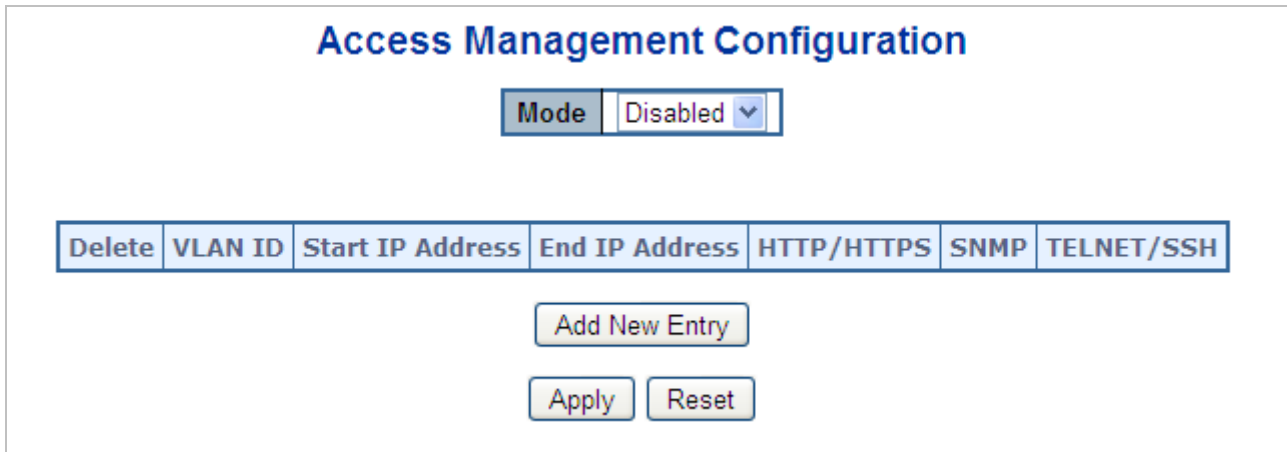 Access Management Configuration
Mode Disabled
Delete VLAN ID Start IP Address End IP Address HTTP/HTTPS SNMP TELNET/SSH
Add New Entry
Apply Reset